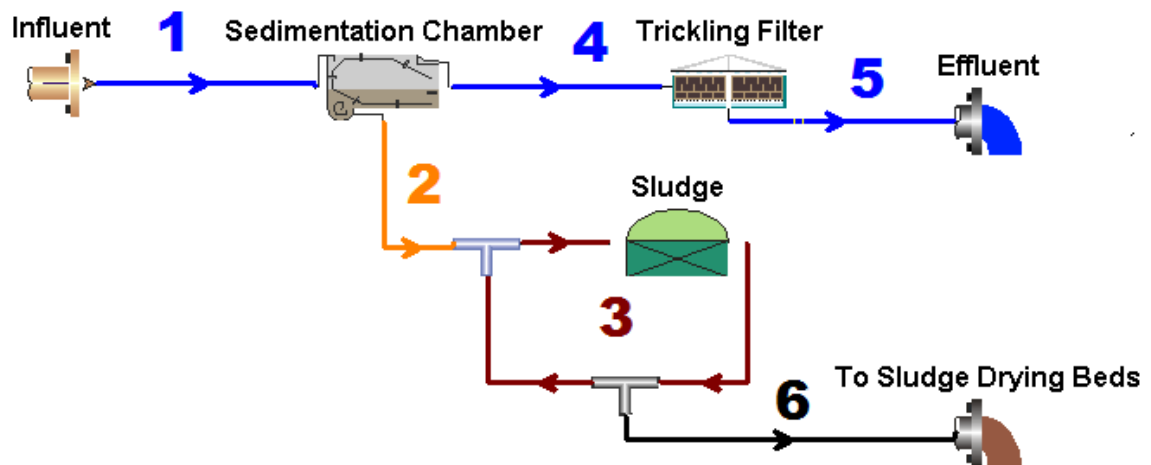 Influent
1
Sedimentation Chamber
4
Trickling Filter
5
Effluent
2
Sludge
3
6
To Sludge Drying Beds